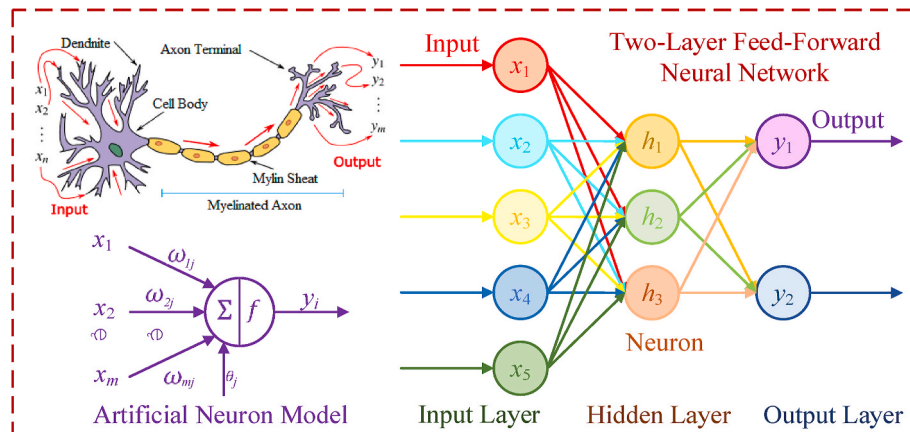 Dendrite
Axon Terminal
x₁
x₂
⋮
xₙ
Cell Body
y₁
y₂
⋮
yₘ
Output
Mylin Sheat
Myelinated Axon
Input
x₁
ω₁ⱼ
x₂
ω₂ⱼ
Σ f
yᵢ
xₘ
ωₘⱼ
θⱼ
Artificial Neuron Model
Input
Two-Layer Feed-Forward
Neural Network
x₁
x₂
h₁
y₁
Output
x₃
h₂
x₄
h₃
y₂
Neuron
x₅
Input Layer
Hidden Layer
Output Layer